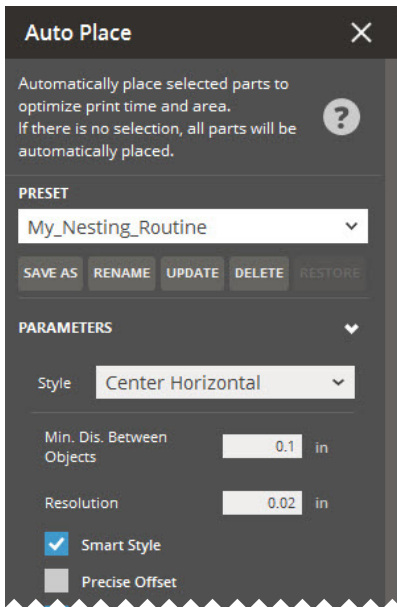 Auto Place
Automatically place selected parts to
optimize print time and area.
If there is no selection, all parts will be
automatically placed.
?
PRESET
My_Nesting_Routine
SAVE AS RENAME UPDATE DELETE RESTORE
PARAMETERS
Style Center Horizontal
Min. Dis. Between
Objects 0.1 in
Resolution 0.02 in
Smart Style
Precise Offset